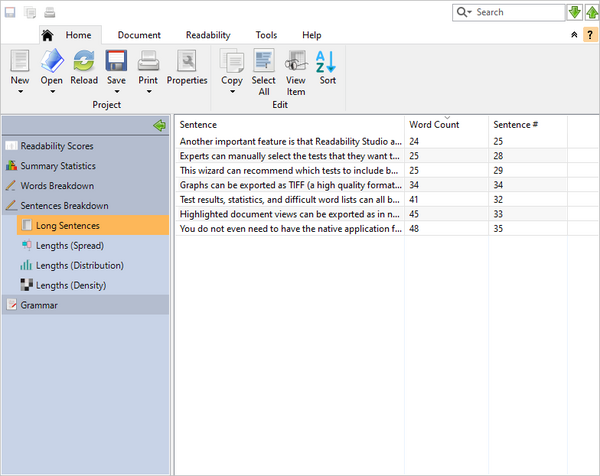 Search
?
Home Document Readability Tools Help
New Open Reload Save Print Properties Copy Select All View Item Sort
Project Edit
Readability Scores
Summary Statistics
Words Breakdown
Sentences Breakdown
Long Sentences
Lengths (Spread)
Lengths (Distribution)
Lengths (Density)
Grammar
Sentence Word Count Sentence #
Another important feature is that Readability Studio a... 24 25
Experts can manually select the tests that they want t... 25 28
This wizard can recommend which tests to include b... 25 29
Graphs can be exported as TIFF (a high quality format... 34 34
Test results, statistics, and difficult word lists can all b... 41 32
Highlighted document views can be exported as in n... 45 33
You do not even need to have the native application f... 48 35